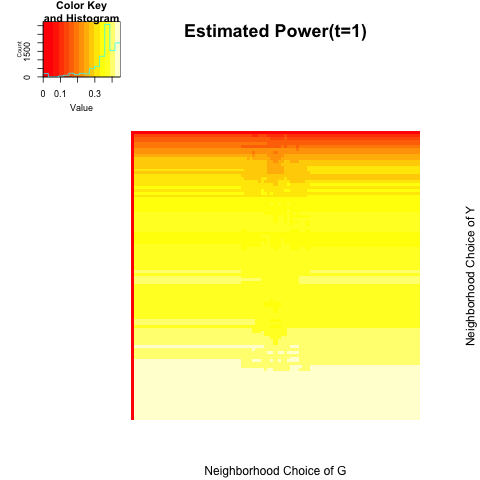 Color Key
and Histogram
Count
0 1500
0 0.1 0.3
Value
Estimated Power(t=1)
Neighborhood Choice of Y
Neighborhood Choice of G